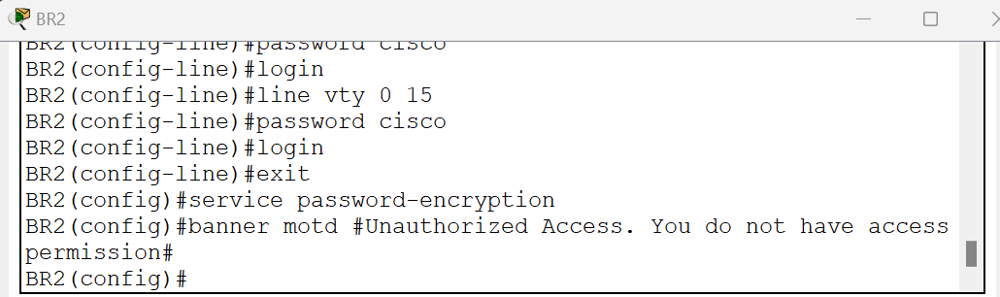 BR2
BR2(config-line)#password cisco
BR2(config-line)#login
BR2(config-line)#line vty 0 15
BR2(config-line)#password cisco
BR2(config-line)#login
BR2(config-line)#exit
BR2(config)#service password-encryption
BR2(config)#banner motd #Unauthorized Access. You do not have access
permission#
BR2(config)#